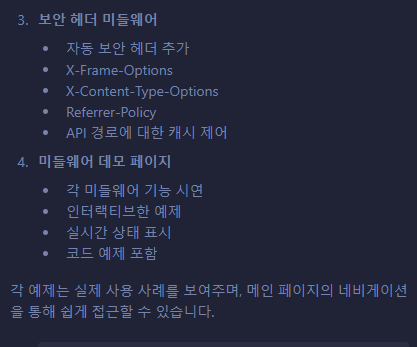 3. 보안 헤더 미들웨어
• 자동 보안 헤더 추가
• X-Frame-Options
• X-Content-Type-Options
• Referrer-Policy
• API 경로에 대한 캐시 제어
4. 미들웨어 데모 페이지
• 각 미들웨어 기능 시연
• 인터랙티브한 예제
• 실시간 상태 표시
• 코드 예제 포함
각 예제는 실제 사용 사례를 보여주며, 메인 페이지의 네비게이션
을 통해 쉽게 접근할 수 있습니다.